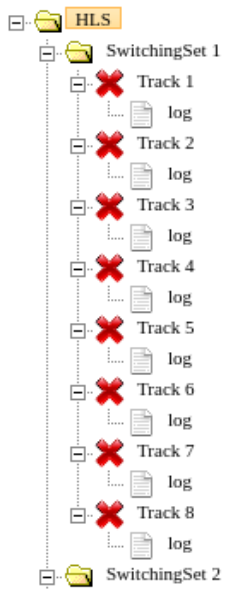 HLS
SwitchingSet 1
Track 1
log
Track 2
log
Track 3
log
Track 4
log
Track 5
log
Track 6
log
Track 7
log
Track 8
log
SwitchingSet 2